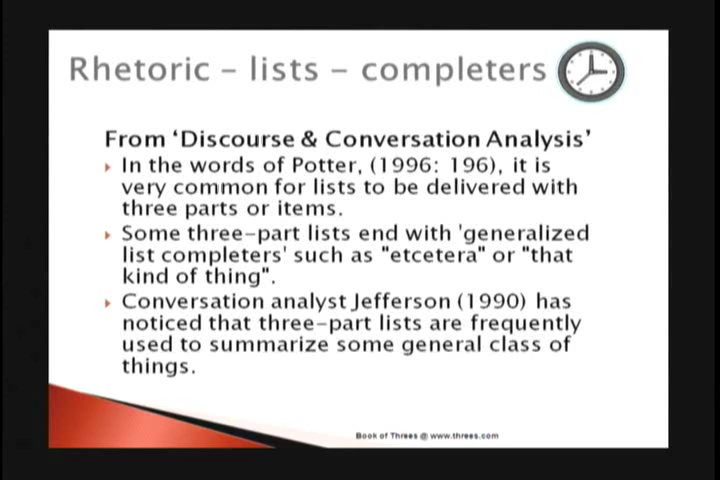 Rhetoric – lists – completers
From ‘Discourse & Conversation Analysis’
In the words of Potter, (1996: 196), it is
very common for lists to be delivered with
three parts or items.
Some three-part lists end with 'generalized
list completers' such as "etcetera" or "that
kind of thing".
Conversation analyst Jefferson (1990) has
noticed that three-part lists are frequently
used to summarize some general class of
things.
Book of Threes @ www.threes.com